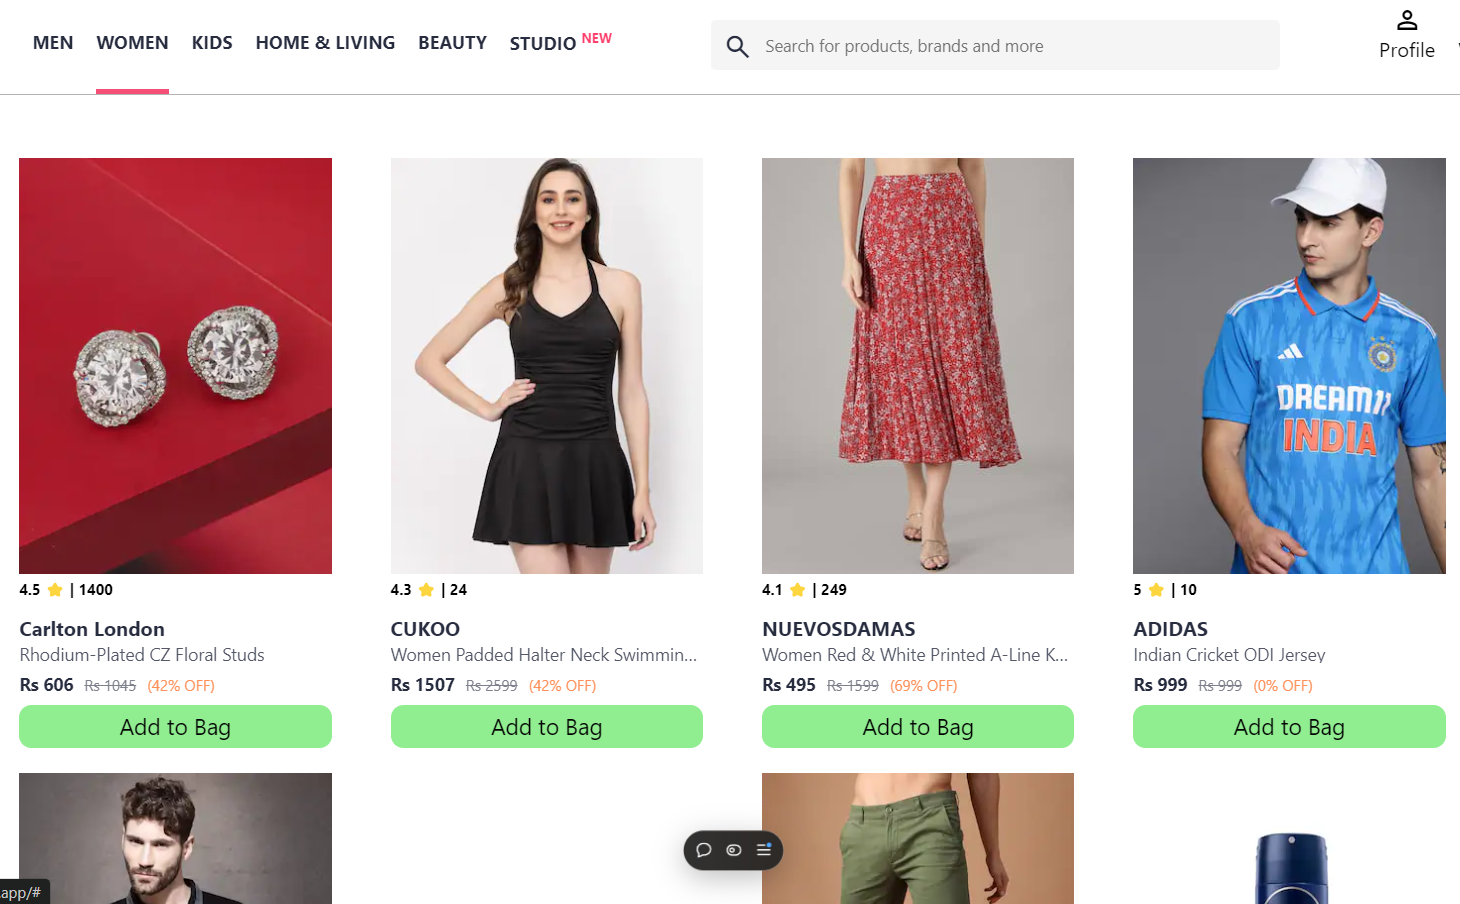 MEN WOMEN KIDS HOME & LIVING BEAUTY STUDIO NEW
Search for products, brands and more
Profile
DREAM11
INDIA
4.5 | 1400
Carlton London
Rhodium-Plated CZ Floral Studs
Rs 606 Rs 1045 (42% OFF)
Add to Bag
4.3 | 24
CUKOO
Women Padded Halter Neck Swimmin...
Rs 1507 Rs 2599 (42% OFF)
Add to Bag
4.1 | 249
NUEVOSDAMAS
Women Red & White Printed A-Line K...
Rs 495 Rs 1599 (69% OFF)
Add to Bag
5 | 10
ADIDAS
Indian Cricket ODI Jersey
Rs 999 Rs 999 (0% OFF)
Add to Bag
.app/#